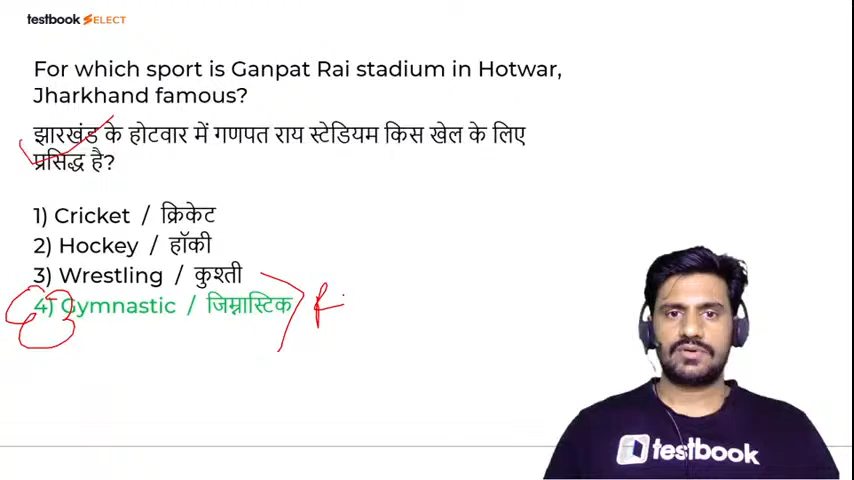 testbook SELECT
For which sport is Ganpat Rai stadium in Hotwar,
Jharkhand famous?
झारखंड के होटवार में गणपत राय स्टेडियम किस खेल के लिए
प्रसिद्ध है?
1) Cricket / क्रिकेट
2) Hockey / हॉकी
3) Wrestling / कुश्ती
4) Gymnastic / जिम्नास्टिक
testbook